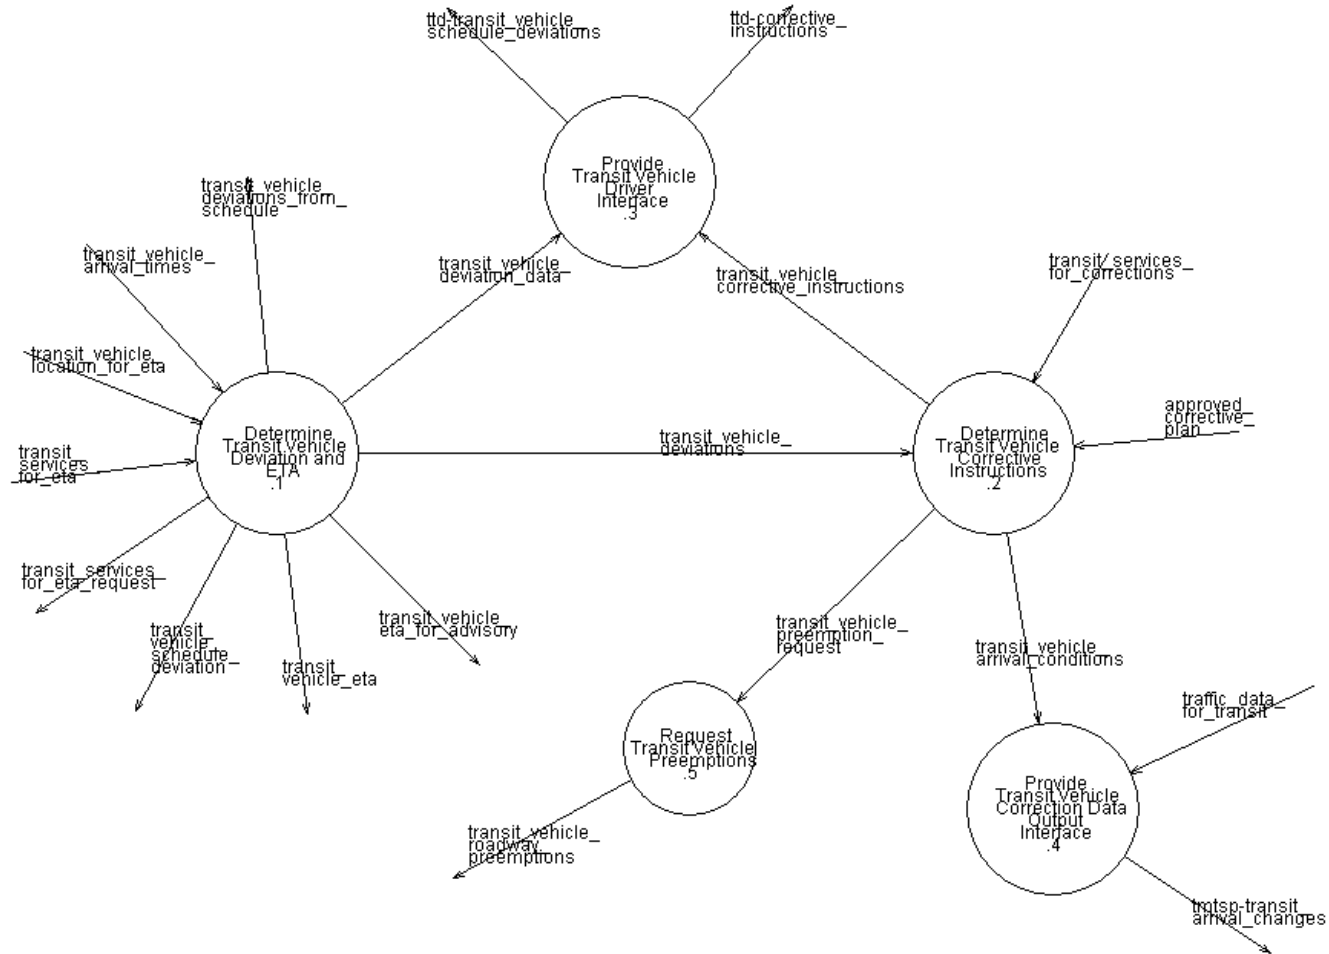 ttd-transit_vehicle_
schedule_deviations
ttd-corrective_
instructions
Provide
Transit Vehicle
Driver
Interface
.3
transit_vehicle_
deviations_from_
schedule
transit_vehicle_
arrival_times
transit_vehicle_
deviation_data
transit_vehicle_
corrective_instructions
transit/services_
for_corrections
transit_vehicle_
location_for_eta
approved_
corrective_
plan
transit_
services_
for_eta
Determine
Transit Vehicle
Deviation and
ETA
.1
transit_vehicle_
deviations
Determine
Transit Vehicle
Corrective
Instructions
.2
transit_services_
for_eta_request
transit_
vehicle_
schedule_
deviation
transit_
vehicle_eta
transit_vehicle_
eta_for_advisory
transit_vehicle_
preemption_
request
transit_vehicle_
arrival_conditions
traffic_data_
for_transit
Request
Transit Vehicle
Preemptions
.5
Provide
Transit Vehicle
Correction Data
Output
Interface
.4
transit_vehicle_
roadway_
preemptions
tmtsp-transit_
arrival_changes